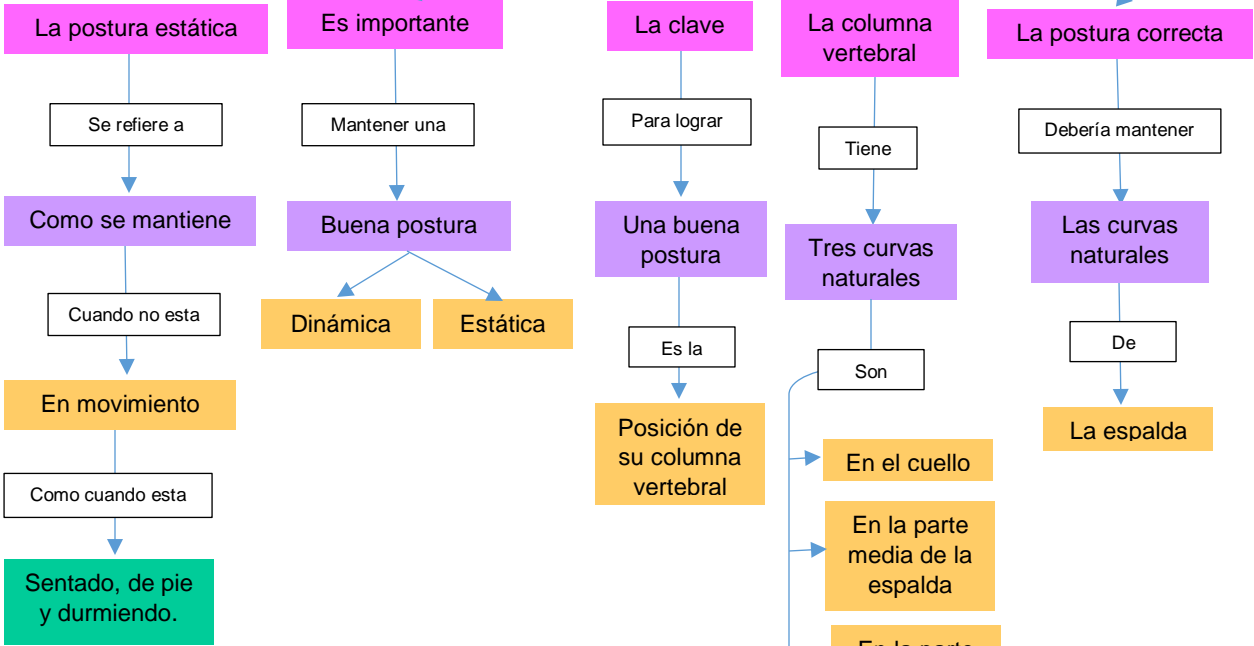 La postura estática
Se refiere a
Como se mantiene
Cuando no esta
En movimiento
Como cuando esta
Sentado, de pie
y durmiendo.
Es importante
Mantener una
Buena postura
Dinámica
Estática
La clave
Para lograr
Una buena
postura
Es la
Posición de
su columna
vertebral
La columna
vertebral
Tiene
Tres curvas
naturales
Son
En el cuello
En la parte
media de la
espalda
En la parte
La postura correcta
Debería mantener
Las curvas
naturales
De
La espalda